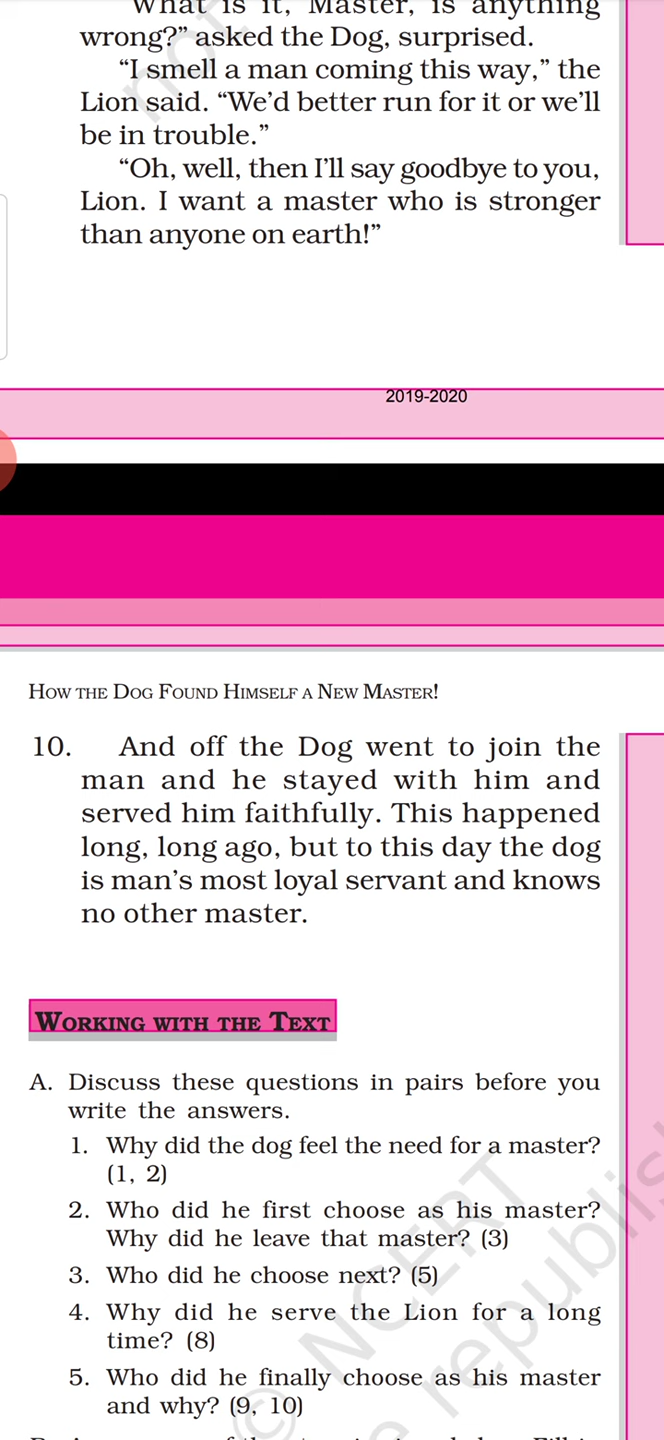 "What is it, Master, is anything
wrong?" asked the Dog, surprised.
"I smell a man coming this way," the
Lion said. "We'd better run for it or we'll
be in trouble."
"Oh, well, then I'll say goodbye to you,
Lion. I want a master who is stronger
than anyone on earth!"
2019-2020
How the Dog Found Himself a New Master!
10. And off the Dog went to join the
man and he stayed with him and
served him faithfully. This happened
long, long ago, but to this day the dog
is man's most loyal servant and knows
no other master.
Working with the Text
A. Discuss these questions in pairs before you
write the answers.
1. Why did the dog feel the need for a master?
(1, 2)
2. Who did he first choose as his master?
Why did he leave that master? (3)
3. Who did he choose next? (5)
4. Why did he serve the Lion for a long
time? (8)
5. Who did he finally choose as his master
and why? (9, 10)
not
© NCERT
republis